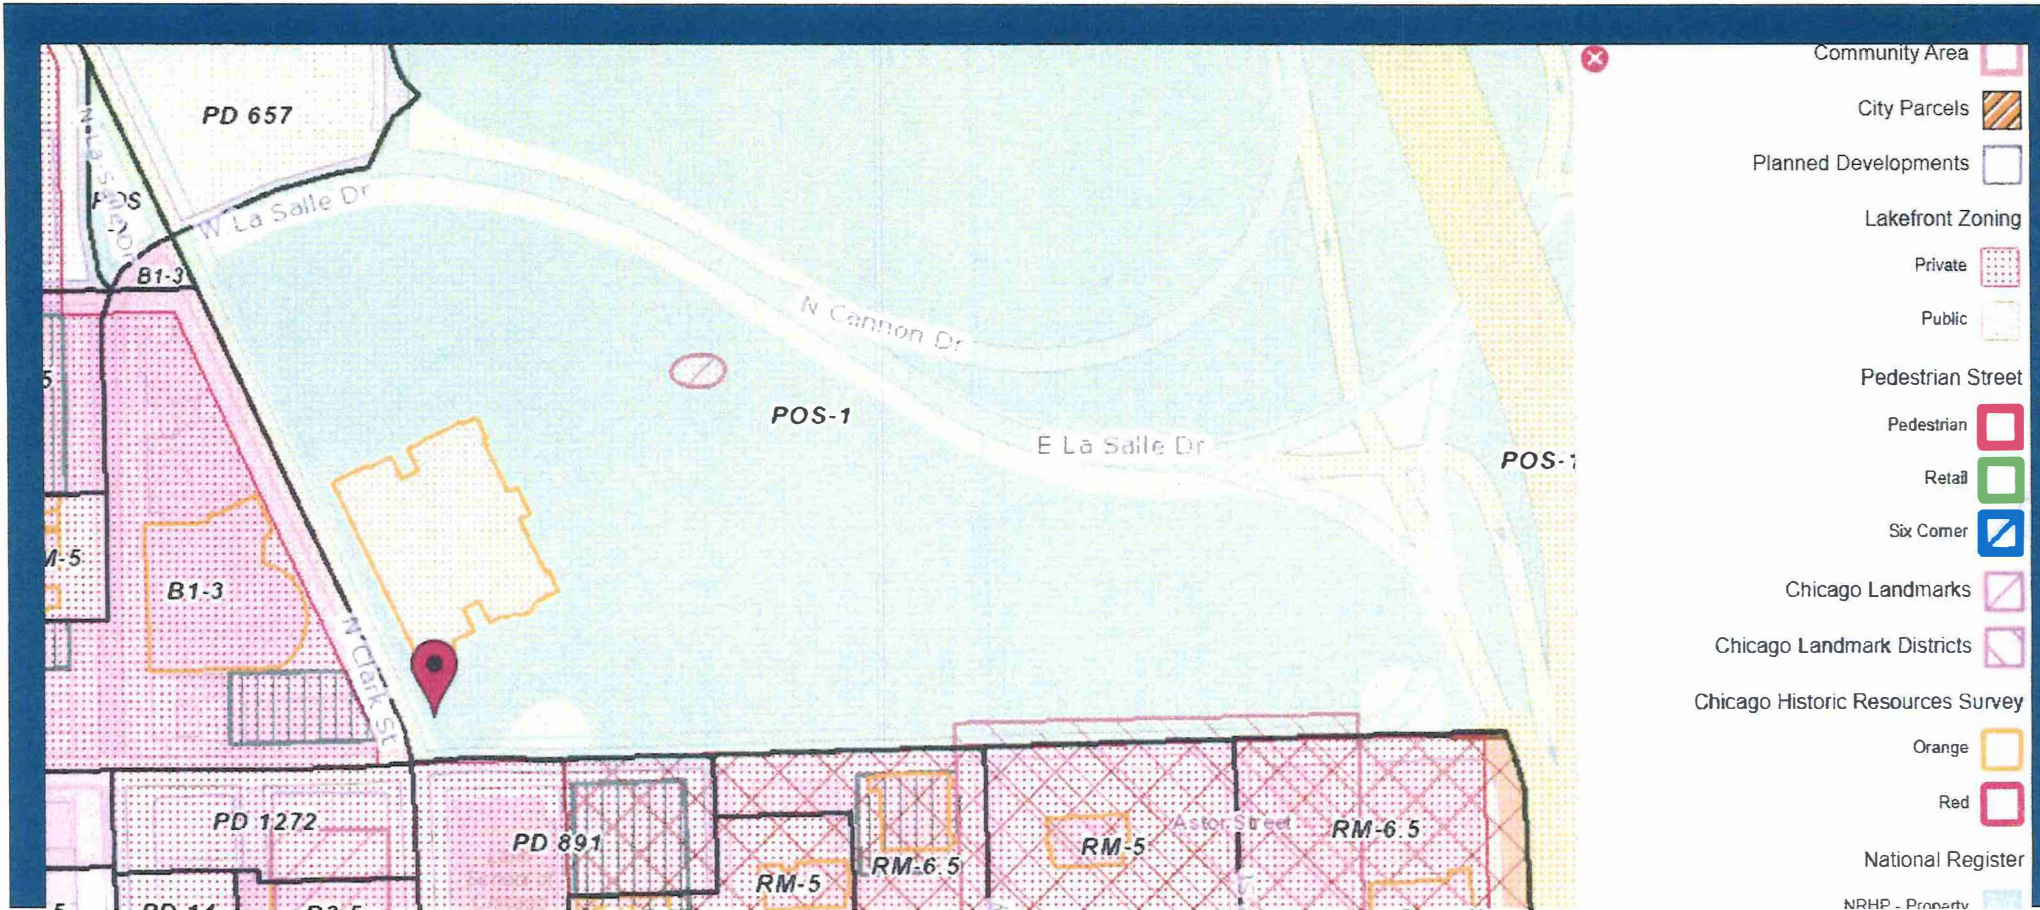 Community Area
City Parcels
Planned Developments
Lakefront Zoning
Private
Public
Pedestrian Street
Pedestrian
Retail
Six Corner
Chicago Landmarks
Chicago Landmark Districts
Chicago Historic Resources Survey
Orange
Red
National Register
NRHP - Property
PD 657
W La Salle Dr
B1-3
N Cannon Dr
POS-1
E La Salle Dr
POS-1
5
M-5
B1-3
N Clark St
PD 1272
PD 891
RM-5
RM-6.5
RM-5
Astor Street
RM-6.5